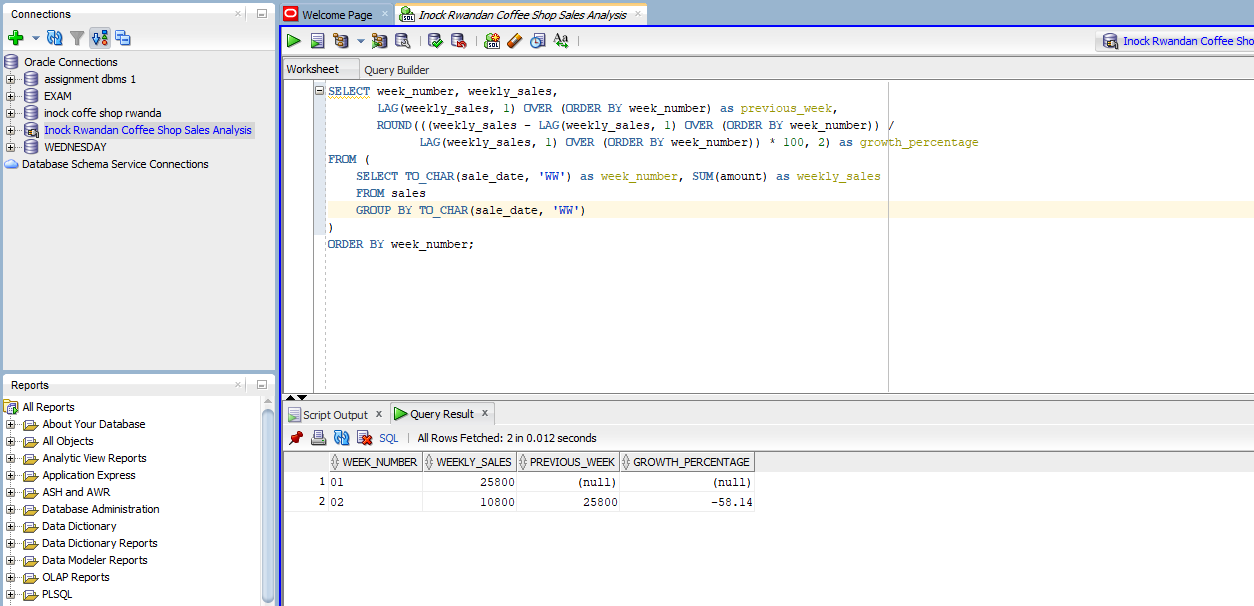 Connections
Oracle Connections
assignment dbms 1
EXAM
inock coffe shop rwanda
Inock Rwandan Coffee Shop Sales Analysis
WEDNESDAY
Database Schema Service Connections
Reports
All Reports
About Your Database
All Objects
Analytic View Reports
Application Express
ASH and AWR
Database Administration
Data Dictionary
Data Dictionary Reports
Data Modeler Reports
OLAP Reports
PLSQL
Welcome Page Inock Rwandan Coffee Shop Sales Analysis
SQL
SQL Aa Inock Rwandan Coffee Sho
Worksheet Query Builder
SELECT week_number, weekly_sales,
LAG(weekly_sales, 1) OVER (ORDER BY week_number) as previous_week,
ROUND(((weekly_sales - LAG(weekly_sales, 1) OVER (ORDER BY week_number)) /
LAG(weekly_sales, 1) OVER (ORDER BY week_number)) * 100, 2) as growth_percentage
FROM (
SELECT TO_CHAR(sale_date, 'WW') as week_number, SUM(amount) as weekly_sales
FROM sales
GROUP BY TO_CHAR(sale_date, 'WW')
)
ORDER BY week_number;
Script Output x Query Result x
SQL | All Rows Fetched: 2 in 0.012 seconds
WEEK_NUMBER WEEKLY_SALES PREVIOUS_WEEK GROWTH_PERCENTAGE
1 01 25800 (null) (null)
2 02 10800 25800 -58.14